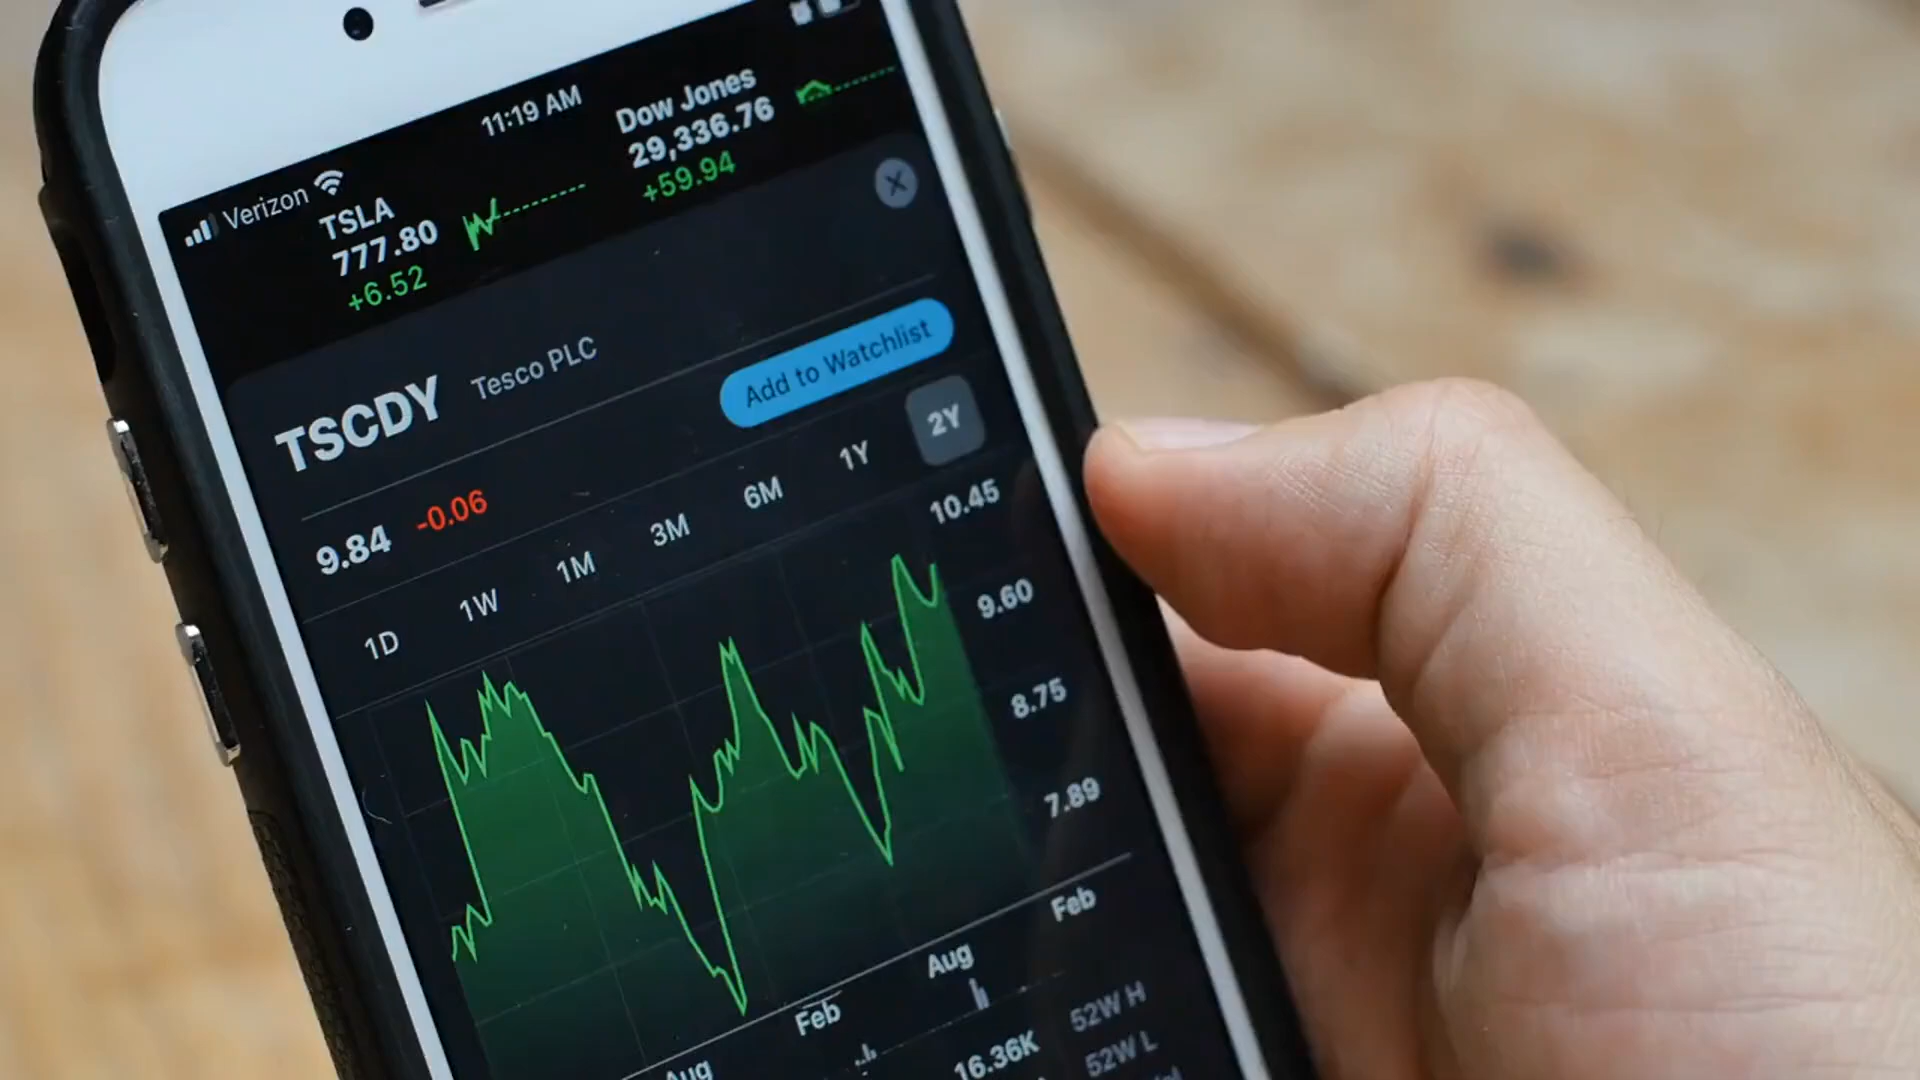 Verizon
11:19 AM
TSLA
777.80
+6.52
Dow Jones
29,336.76
+59.94
TSCDY Tesco PLC
Add to Watchlist
9.84 -0.06
1D 1W 1M 3M 6M 1Y 2Y
10.45
9.60
8.75
7.89
Aug Feb Aug Feb
16.36K 52W H
52W L